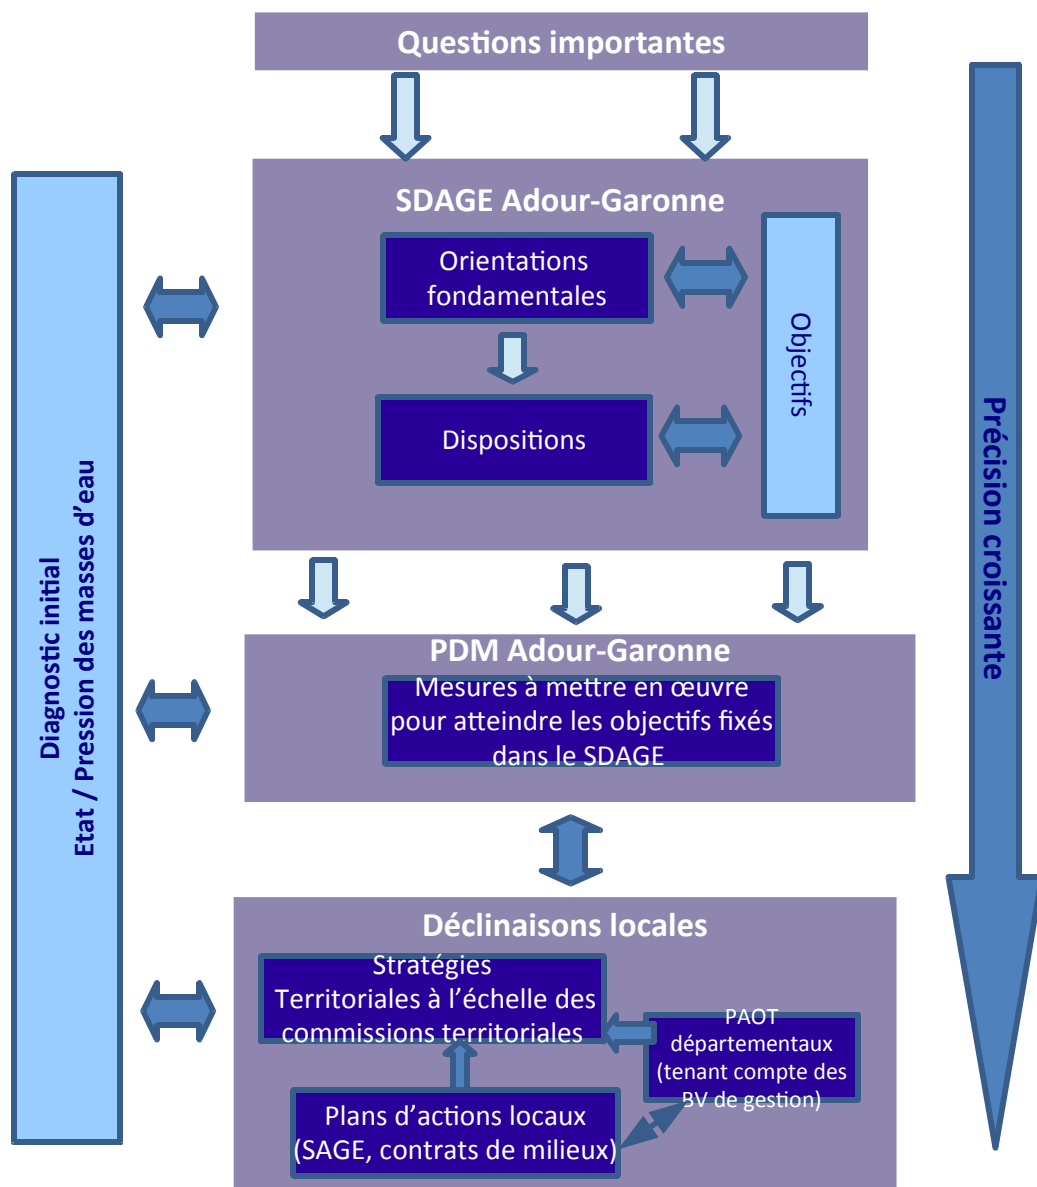 Questions importantes
SDAGE Adour-Garonne
Orientations
fondamentales
Dispositions
Objectifs
Diagnostic initial
Etat / Pression des masses d’eau
Précision croissante
PDM Adour-Garonne
Mesures à mettre en œuvre
pour atteindre les objectifs fixés
dans le SDAGE
Déclinaisons locales
Stratégies
Territoriales à l’échelle des
commissions territoriales
PAOT
départementaux
(tenant compte des
BV de gestion)
Plans d’actions locaux
(SAGE, contrats de milieux)